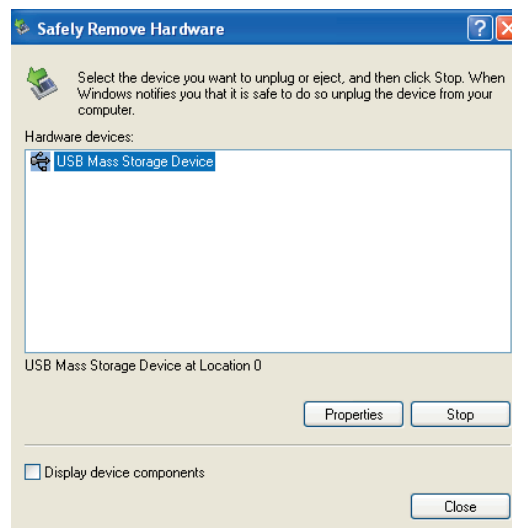 Safely Remove Hardware
Select the device you want to unplug or eject, and then click Stop. When
Windows notifies you that it is safe to do so unplug the device from your
computer.
Hardware devices:
USB Mass Storage Device
USB Mass Storage Device at Location 0
Properties Stop
Display device components
Close